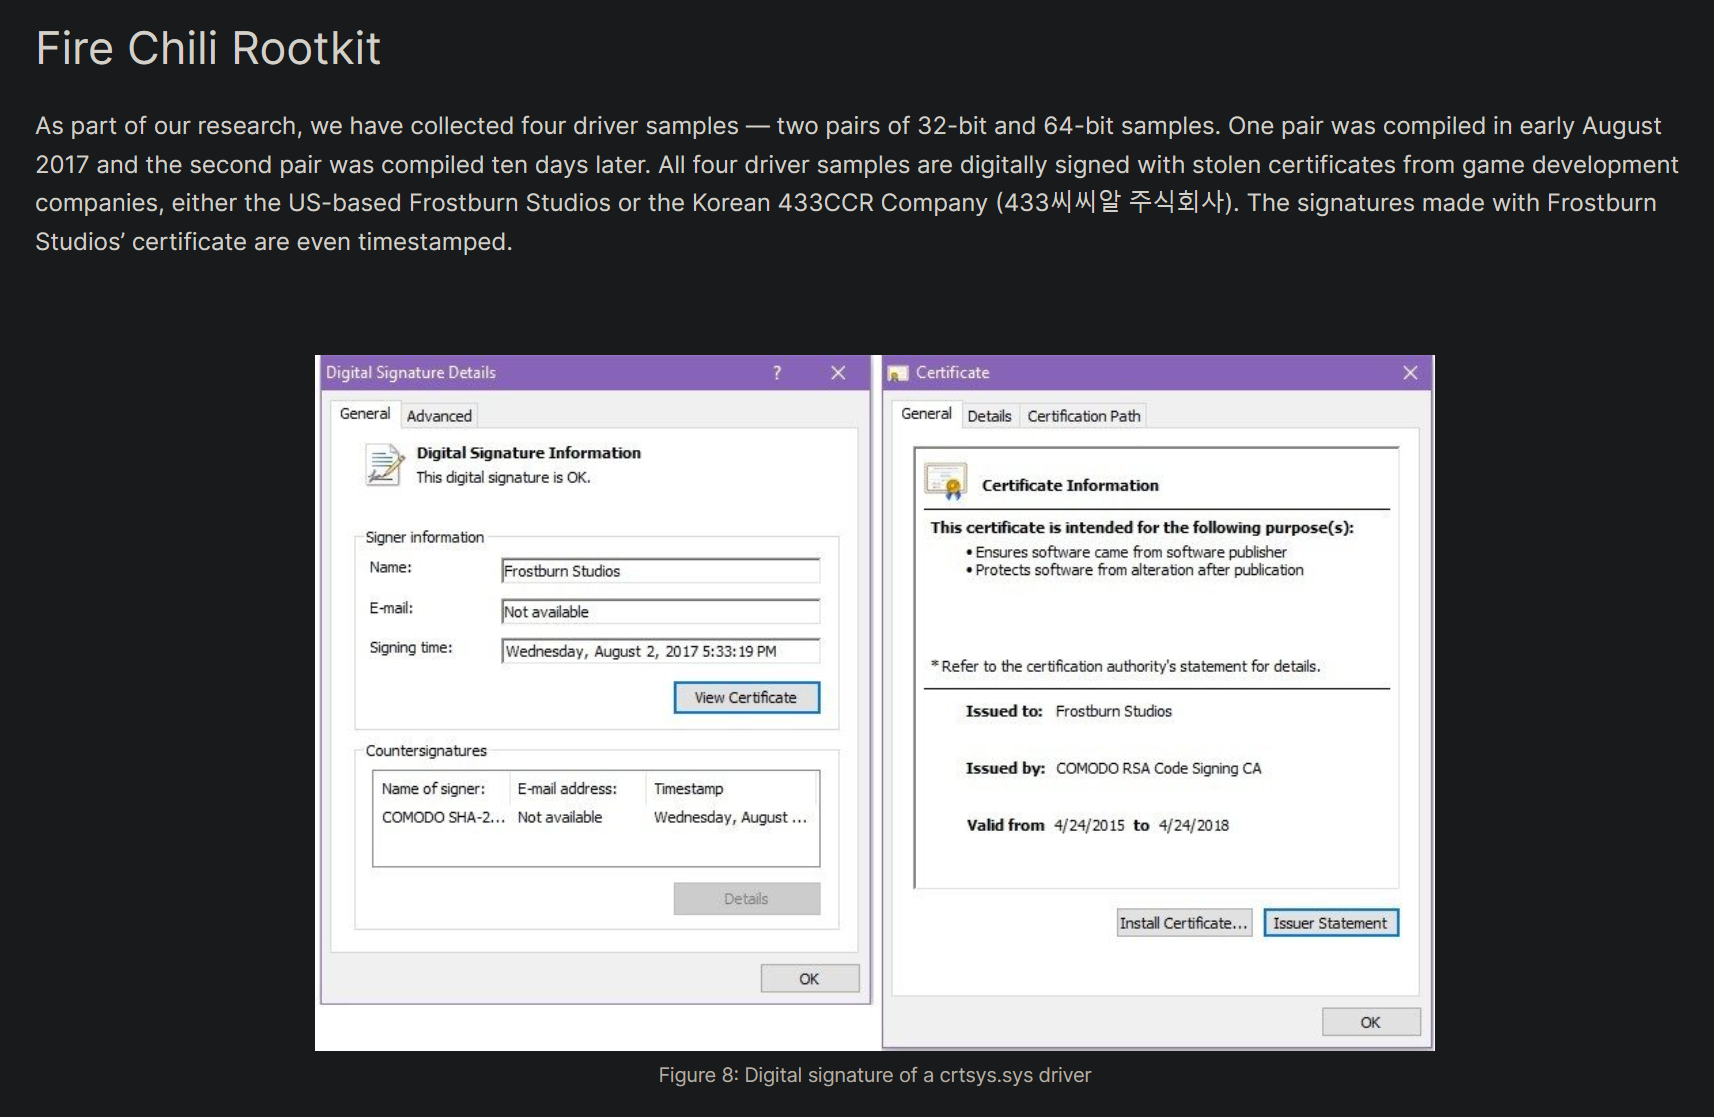 Fire Chili Rootkit
As part of our research, we have collected four driver samples — two pairs of 32-bit and 64-bit samples. One pair was compiled in early August
2017 and the second pair was compiled ten days later. All four driver samples are digitally signed with stolen certificates from game development
companies, either the US-based Frostburn Studios or the Korean 433CCR Company (433씨씨알 주식회사). The signatures made with Frostburn
Studios’ certificate are even timestamped.
Digital Signature Details ?
General Advanced
Digital Signature Information
This digital signature is OK.
Signer information
Name: Frostburn Studios
E-mail: Not available
Signing time: Wednesday, August 2, 2017 5:33:19 PM
View Certificate
Countersignatures
Name of signer: E-mail address: Timestamp
COMODO SHA-2... Not available Wednesday, August ...
Details
OK
Certificate
General Details Certification Path
Certificate Information
This certificate is intended for the following purpose(s):
• Ensures software came from software publisher
• Protects software from alteration after publication
* Refer to the certification authority's statement for details.
Issued to: Frostburn Studios
Issued by: COMODO RSA Code Signing CA
Valid from 4/24/2015 to 4/24/2018
Install Certificate... Issuer Statement
OK
Figure 8: Digital signature of a crtsys.sys driver